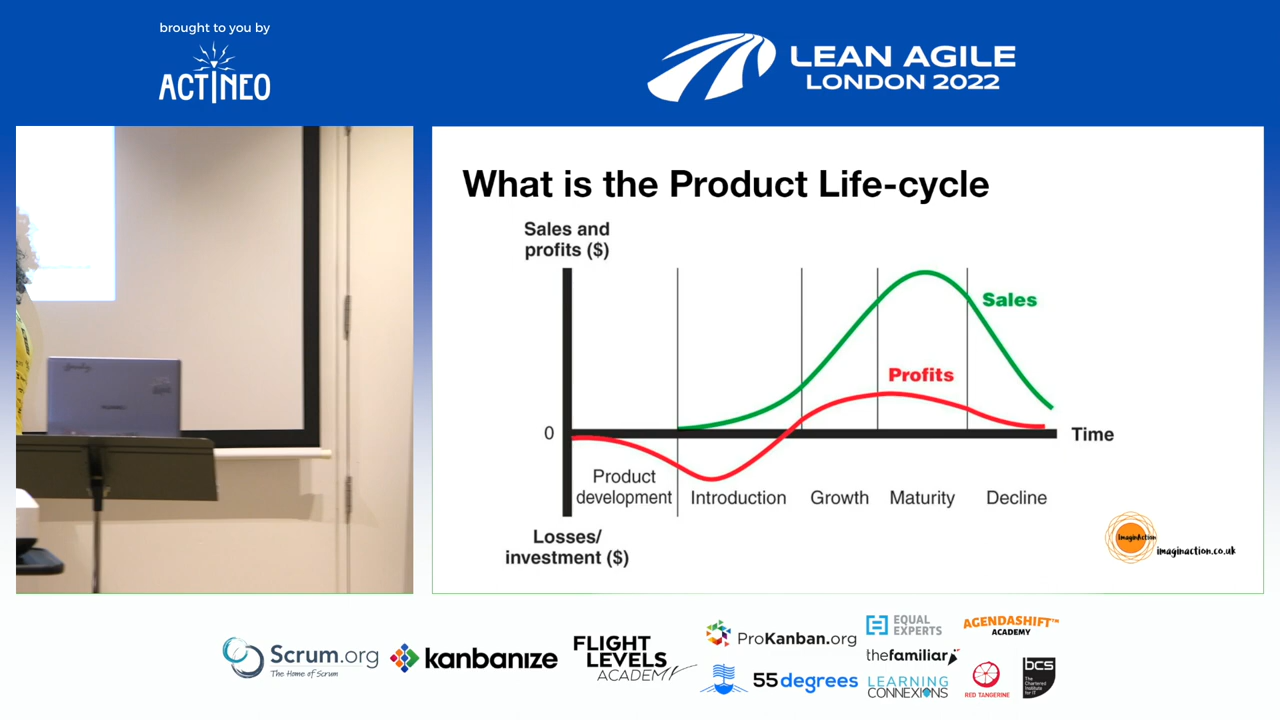 brought to you by
ACTINEO
LEAN AGILE
LONDON 2022
What is the Product Life-cycle
Sales and
profits ($)
Sales
Profits
0
Time
Product
development
Introduction
Growth
Maturity
Decline
Losses/
investment ($)
ImaginAction
imaginaction.co.uk
Scrum.org
The Home of Scrum
kanbanize
FLIGHT
LEVELS
ACADEMY
ProKanban.org
55degrees
EQUAL
EXPERTS
thefamiliar
LEARNING
CONNEXIONS
AGENDASHIFT™
ACADEMY
RED TANGERINE
bcs
The
Chartered
Institute
for IT